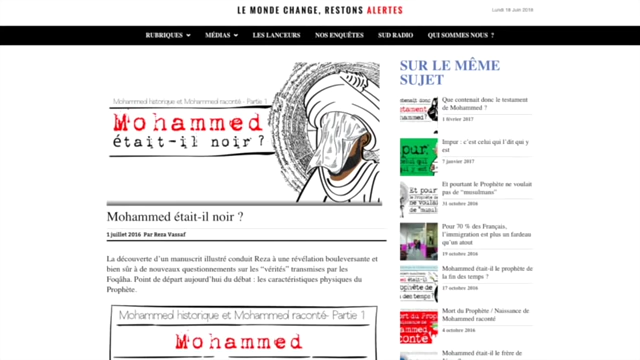 LE MONDE CHANGE, RESTONS ALERTES
Lundi 18 Juin 2018
RUBRIQUES
MÉDIAS
LES LANCEURS
NOS ENQUÊTES
SUD RADIO
QUI SOMMES NOUS ?
Mohammed historique et Mohammed raconté- Partie 1
Mohammed
était-il noir ?
Mohammed était-il noir ?
1 juillet 2016 Par Reza Vassaf
La découverte d'un manuscrit illustré conduit Reza à une révélation bouleversante et
bien sûr à de nouveaux questionnements sur les "vérités" transmises par les
Foqâha. Point de départ aujourd'hui du débat : les caractéristiques physiques du
Prophète.
Mohammed historique et Mohammed raconté- Partie 1
Mohammed
SUR LE MÊME
SUJET
Que contenait donc le testament
de Mohammed ?
1 février 2017
Impur : c'est celui qui l'dit qui y
est
7 janvier 2017
Et pourtant le Prophète ne voulait
pas de "musulmans"
31 octobre 2016
Pour 70 % des Français,
l'immigration est plus un fardeau
qu'un atout
19 octobre 2016
Mohammed était-il le prophète de
la fin des temps ?
17 octobre 2016
Mort du Prophète / Naissance de
Mohammed raconté
4 octobre 2016
Mohammed était-il le frère de